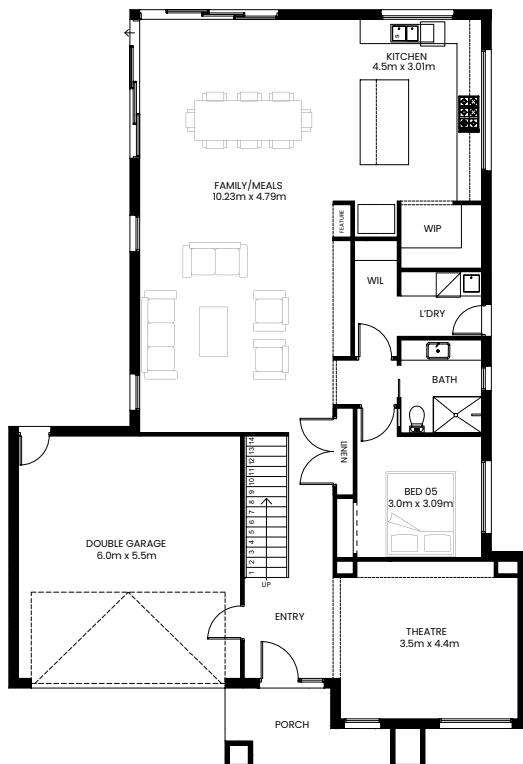 KITCHEN
4.5m x 3.01m
S
FAMILY/MEALS
10.23m x 4.79m
FEATURE
WIP
WIL
L'DRY
BATH
LINEN
14
13
12
11
10
9
8
7
6
5
4
3
2
1
UP
BED 05
3.0m x 3.09m
DOUBLE GARAGE
6.0m x 5.5m
ENTRY
THEATRE
3.5m x 4.4m
PORCH